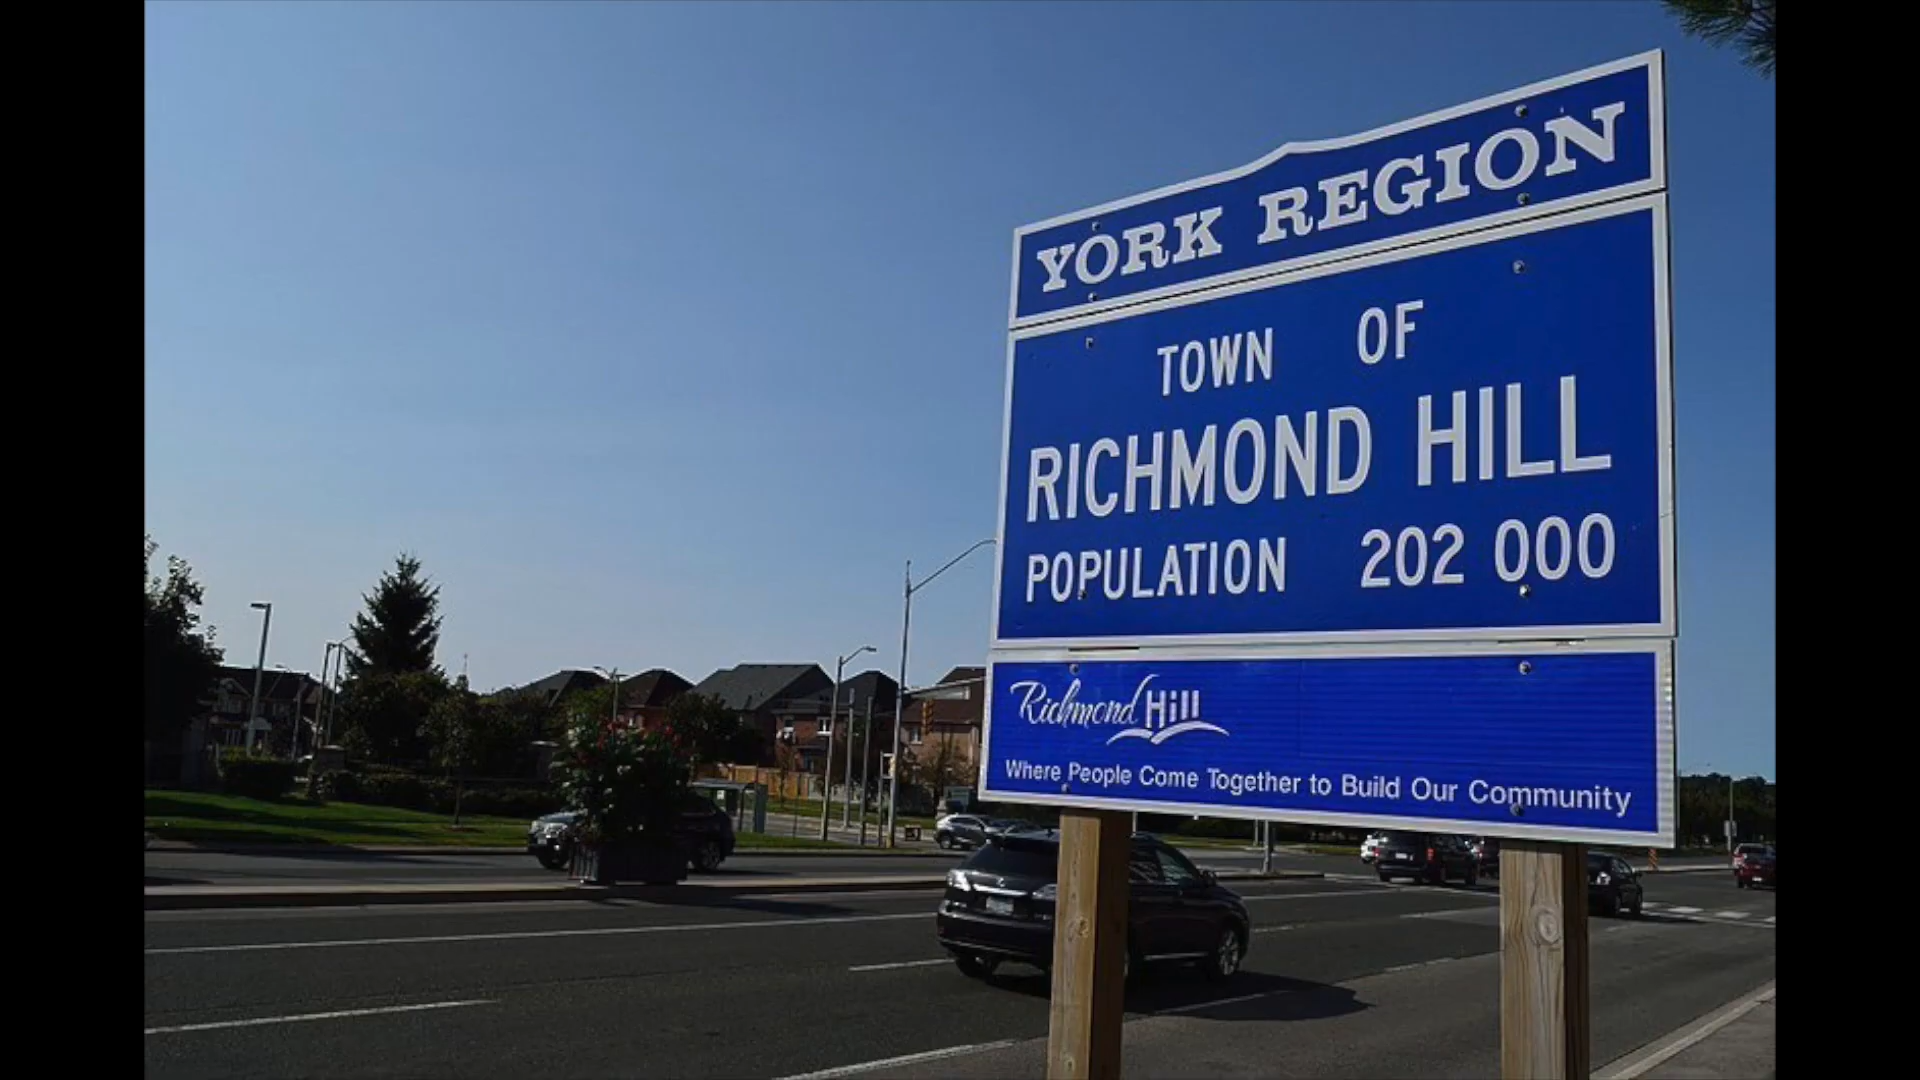 YORK REGION
TOWN OF
RICHMOND HILL
POPULATION 202 000
Richmond Hill
Where People Come Together to Build Our Community